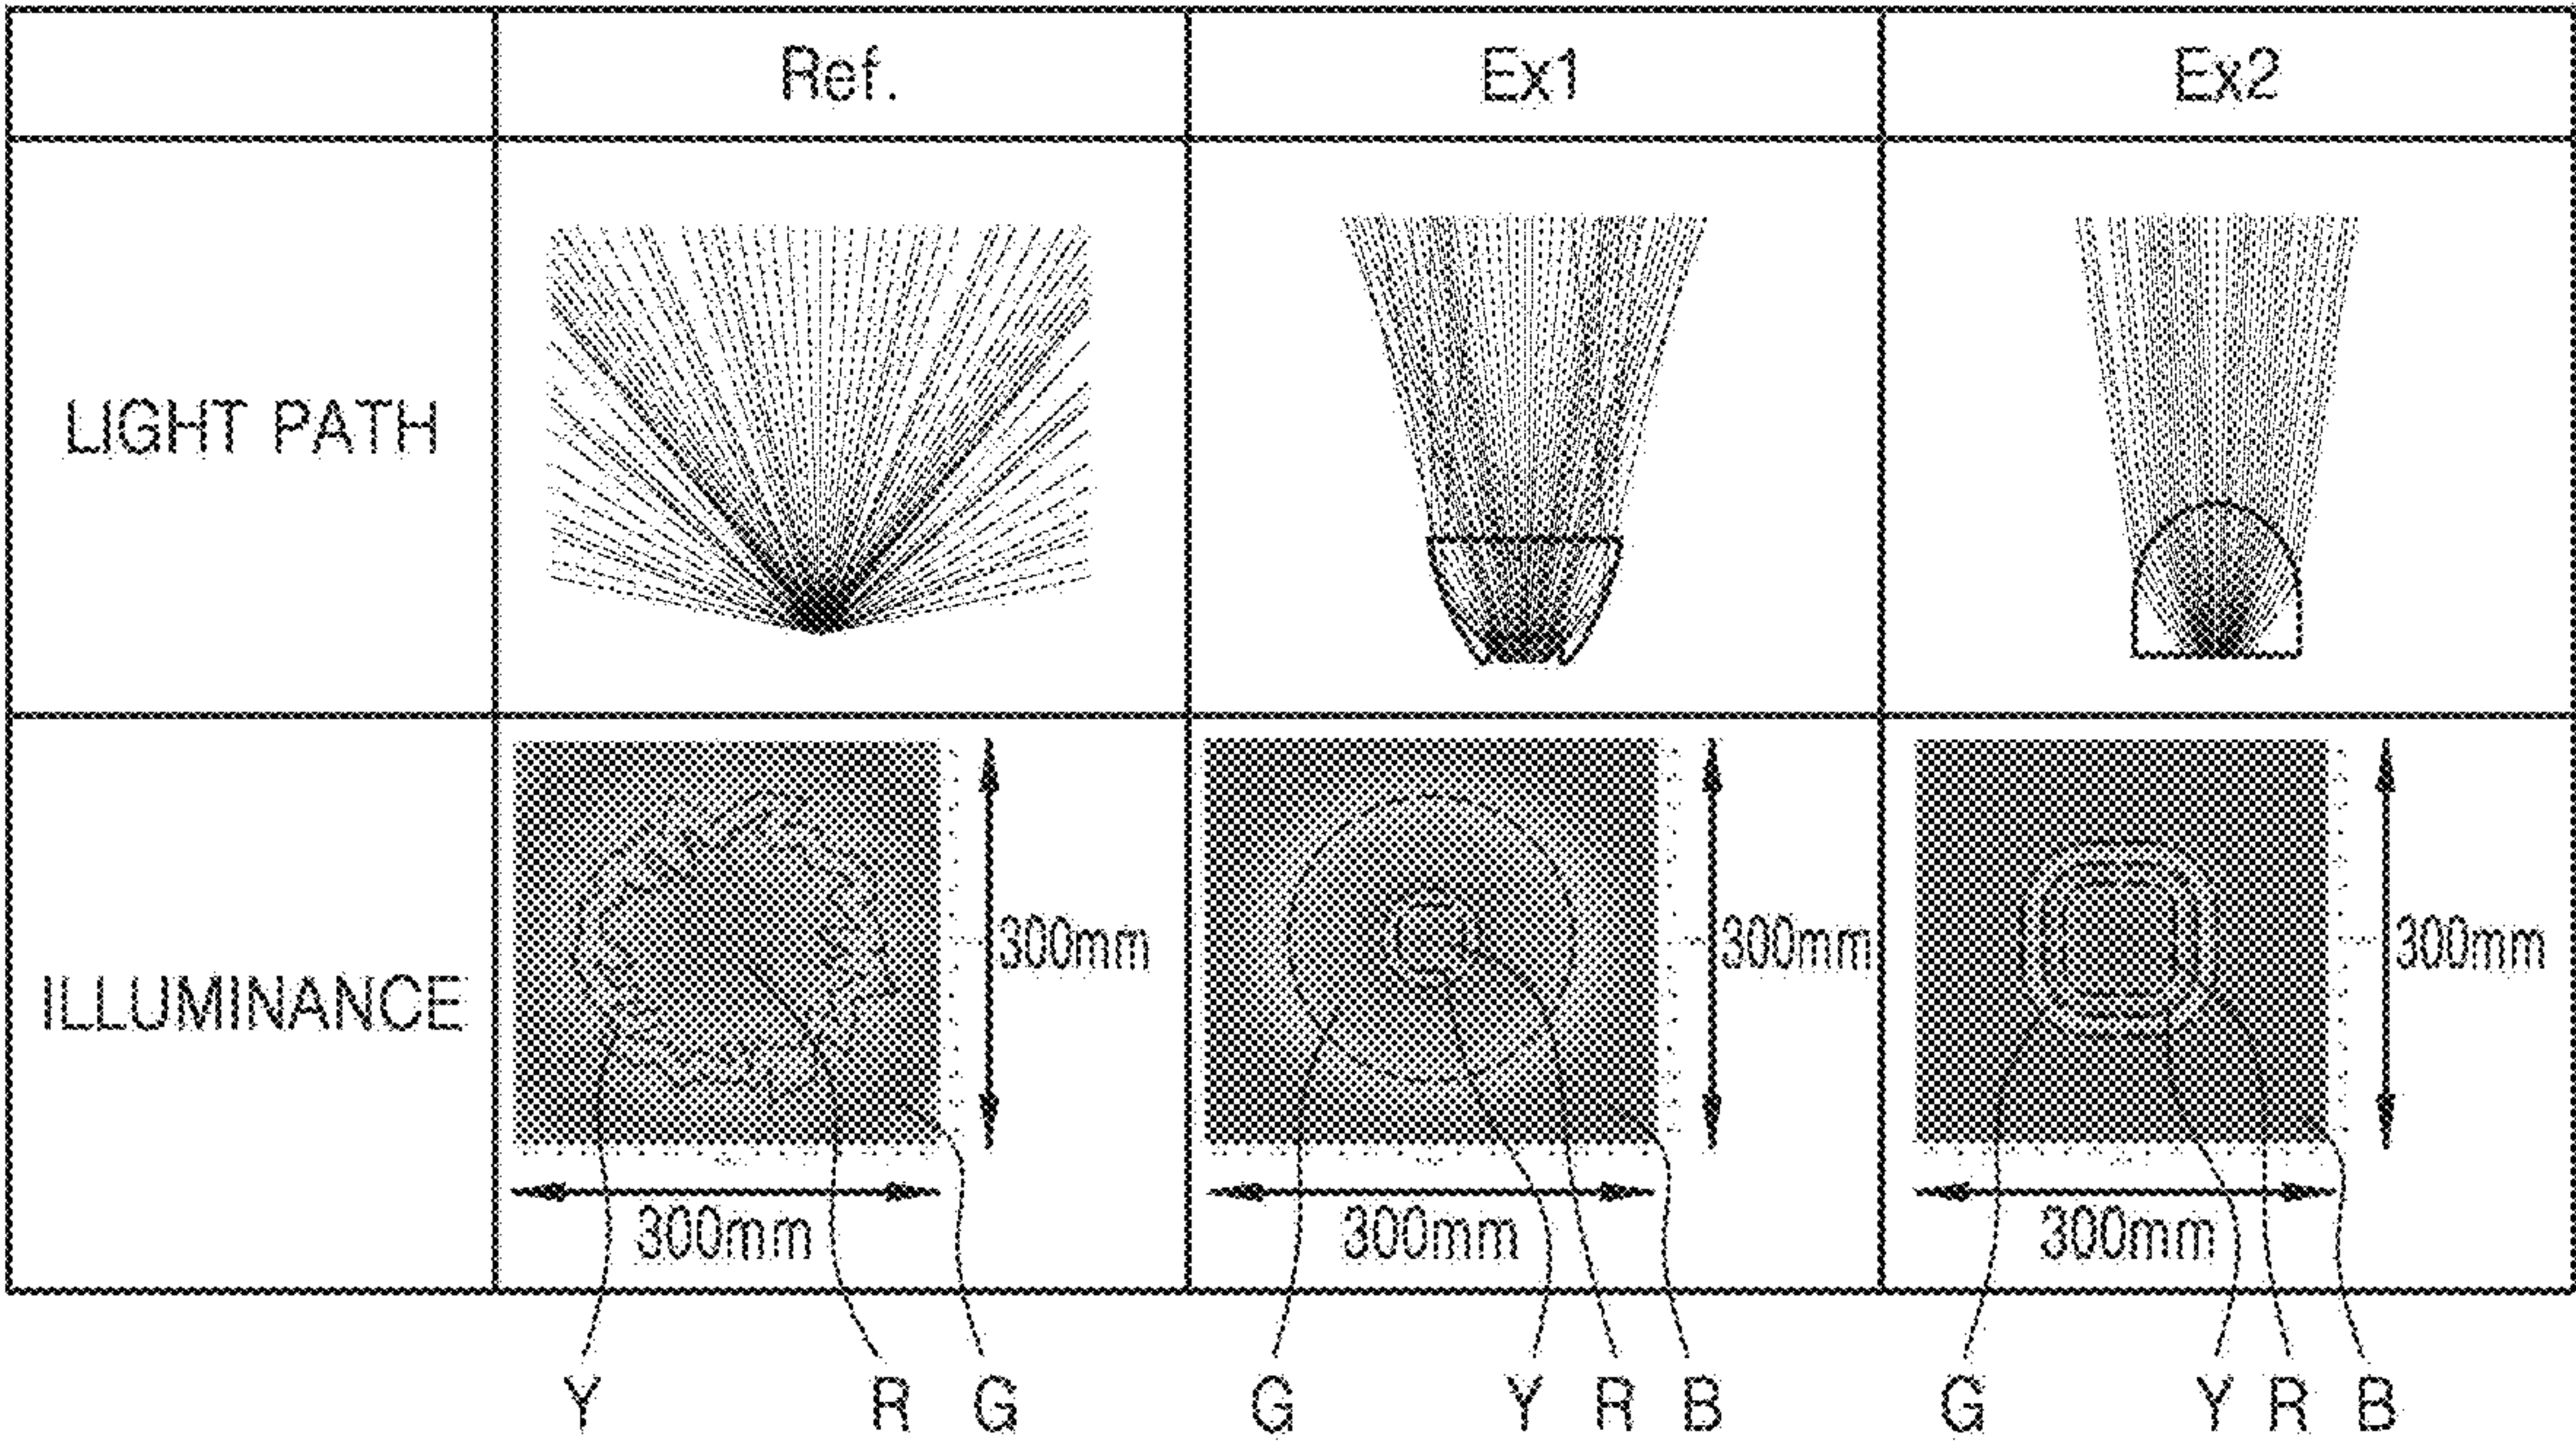 Ref. Ex1 Ex2
LIGHT PATH
ILLUMINANCE
300mm 300mm 300mm
300mm 300mm 300mm
Y R G G Y R B G Y R B